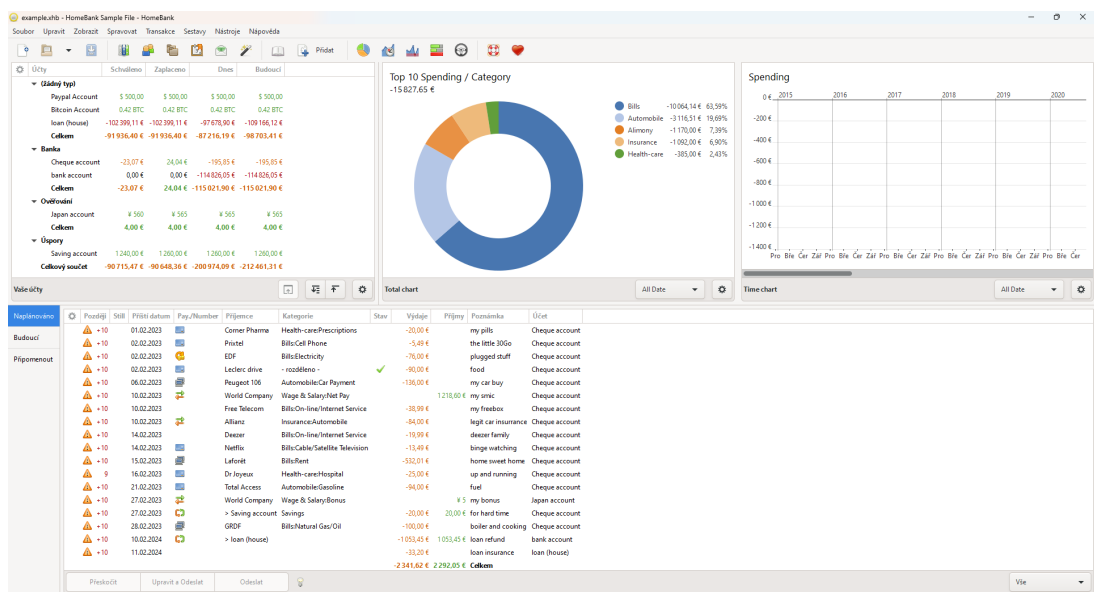 example.xhb - HomeBank Sample File - HomeBank
Soubor Upravit Zobrazit Spravovat Transakce Sestavy Nástroje Nápověda
Přidat
Účty Schváleno Zaplaceno Dnes Budoucí
(žádný typ)
Paypal Account $ 500,00 $ 500,00 $ 500,00 $ 500,00
Bitcoin Account 0.42 BTC 0.42 BTC 0.42 BTC 0.42 BTC
loan (house) -102 399,11 € -102 399,11 € -97 678,90 € -109 166,12 €
Celkem -91 936,40 € -91 936,40 € -87 216,19 € -98 703,41 €
Banka
Cheque account -23,07 € 24,04 € -195,85 € -195,85 €
bank account 0,00 € 0,00 € -114 826,05 € -114 826,05 €
Celkem -23,07 € 24,04 € -115 021,90 € -115 021,90 €
Ověřování
Japan account ¥ 560 ¥ 565 ¥ 565 ¥ 565
Celkem 4,00 € 4,00 € 4,00 € 4,00 €
Úspory
Saving account 1 240,00 € 1 260,00 € 1 260,00 € 1 260,00 €
Celkový součet -90 715,47 € -90 648,36 € -200 974,09 € -212 461,31 €
Vaše účty
Top 10 Spending / Category
-15 827,65 €
Bills -10 064,14 € 63,59%
Automobile -3 116,51 € 19,69%
Alimony -1 170,00 € 7,39%
Insurance -1 092,00 € 6,90%
Health-care -385,00 € 2,43%
Total chart All Date
Spending
0 € 2015 2016 2017 2018 2019 2020
-200 €
-400 €
-600 €
-800 €
-1 000 €
-1 200 €
-1 400 €
Pro Bře Čer Zář Pro Bře Čer Zář Pro Bře Čer Zář Pro Bře Čer Zář Pro Bře Čer Zář Pro Bře Čer
Time chart All Date
Naplánováno
Budoucí
Připomenout
Později Still Příští datum Pay./Number Příjemce Kategorie Stav Výdaje Příjmy Poznámka Účet
+10 01.02.2023 Corner Pharma Health-care:Prescriptions -20,00 € my pills Cheque account
+10 02.02.2023 Prixtel Bills:Cell Phone -5,49 € the little 30Go Cheque account
+10 02.02.2023 EDF Bills:Electricity -76,00 € plugged stuff Cheque account
+10 02.02.2023 Leclerc drive - rozděleno - -90,00 € food Cheque account
+10 06.02.2023 Peugeot 106 Automobile:Car Payment -136,00 € my car buy Cheque account
+10 10.02.2023 World Company Wage & Salary:Net Pay 1 218,60 € my smic Cheque account
+10 10.02.2023 Free Telecom Bills:On-line/Internet Service -38,99 € my freebox Cheque account
+10 10.02.2023 Allianz Insurance:Automobile -84,00 € legit car insurrance Cheque account
+10 14.02.2023 Deezer Bills:On-line/Internet Service -19,99 € deezer family Cheque account
+10 14.02.2023 Netflix Bills:Cable/Satellite Television -13,49 € binge watching Cheque account
+10 15.02.2023 Laforêt Bills:Rent -532,01 € home sweet home Cheque account
9 16.02.2023 Dr Joyeux Health-care:Hospital -25,00 € up and running Cheque account
+10 21.02.2023 Total Access Automobile:Gasoline -94,00 € fuel Cheque account
+10 27.02.2023 World Company Wage & Salary:Bonus ¥ 5 my bonus Japan account
+10 27.02.2023 > Saving account Savings -20,00 € 20,00 € for hard time Cheque account
+10 28.02.2023 GRDF Bills:Natural Gas/Oil -100,00 € boiler and cooking Cheque account
+10 10.02.2024 > loan (house) -1 053,45 € 1 053,45 € loan refund bank account
+10 11.02.2024 -33,20 € loan insurance loan (house)
-2 341,62 € 2 292,05 € Celkem
Přeskočit Upravit a Odeslat Odeslat Vše